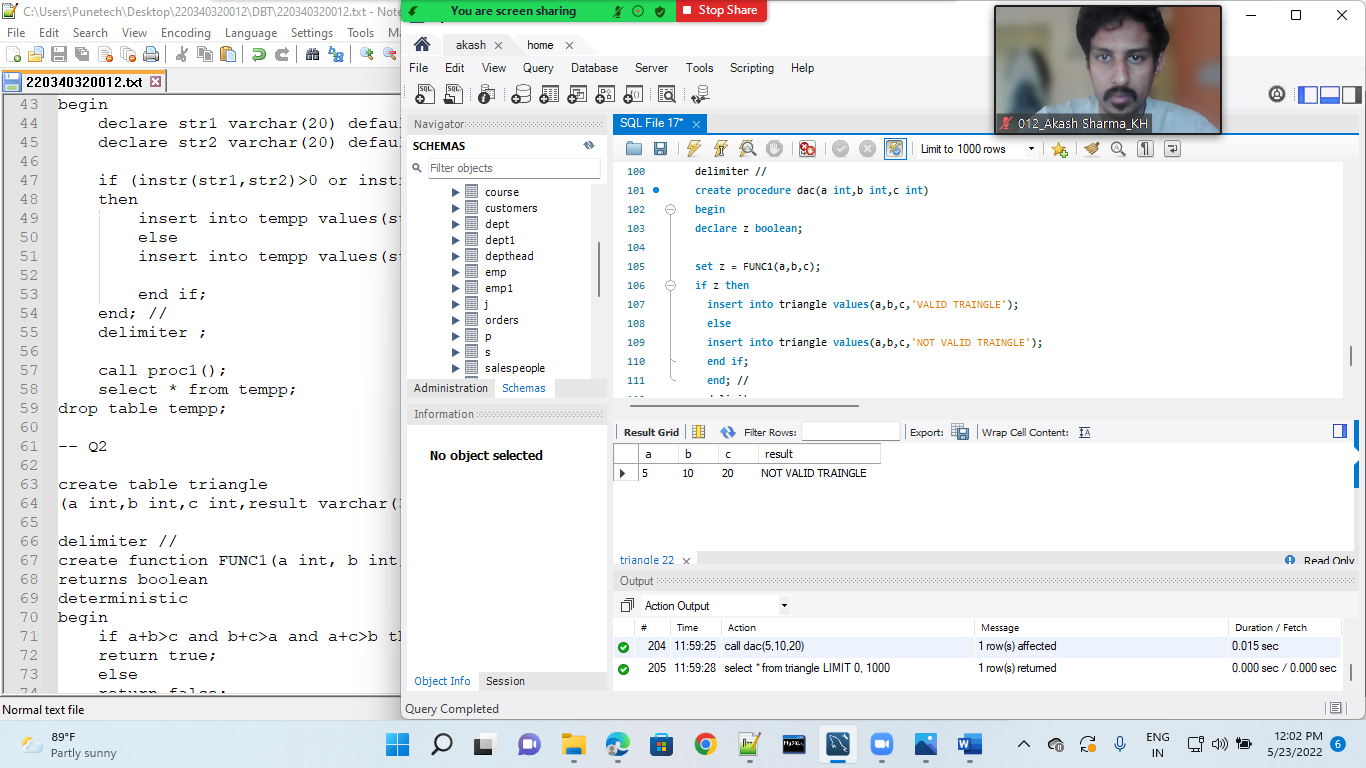 C:\Users\Punetech\Desktop\220340320012\DBT\220340320012.txt - Note
File Edit Search View Encoding Language Settings Tools Ma
220340320012.txt
43 begin
44 declare str1 varchar(20) defau
45 declare str2 varchar(20) defau
46
47 if (instr(str1,str2)>0 or inst
48 then
49 insert into tempp values(st
50 else
51 insert into tempp values(st
52
53 end if;
54 end; //
55 delimiter ;
56
57 call proc1();
58 select * from tempp;
59 drop table tempp;
60
61 -- Q2
62
63 create table triangle
64 (a int,b int,c int,result varchar(
65
66 delimiter //
67 create function FUNC1(a int, b int,
68 returns boolean
69 deterministic
70 begin
71 if a+b>c and b+c>a and a+c>b th
72 return true;
73 else
74 return false;
Normal text file
You are screen sharing
Stop Share
akash
home
File Edit View Query Database Server Tools Scripting Help
Navigator
SCHEMAS
Filter objects
course
customers
dept
dept1
depthead
emp
emp1
j
orders
p
s
salespeople
Administration Schemas
Information
No object selected
Object Info Session
Query Completed
SQL File 17*
Limit to 1000 rows
100 delimiter //
101 create procedure dac(a int,b int,c int)
102 begin
103 declare z boolean;
104
105 set z = FUNC1(a,b,c);
106 if z then
107 insert into triangle values(a,b,c,'VALID TRAINGLE');
108 else
109 insert into triangle values(a,b,c,'NOT VALID TRAINGLE');
110 end if;
111 end; //
Result Grid Filter Rows: Export: Wrap Cell Content:
a b c result
5 10 20 NOT VALID TRAINGLE
triangle 22
Read Only
Output
Action Output
# Time Action Message Duration / Fetch
204 11:59:25 call dac(5,10,20) 1 row(s) affected 0.015 sec
205 11:59:28 select * from triangle LIMIT 0, 1000 1 row(s) returned 0.000 sec / 0.000 sec
012_Akash Sharma_KH
89°F
Partly sunny
ENG
IN
12:02 PM
5/23/2022
6